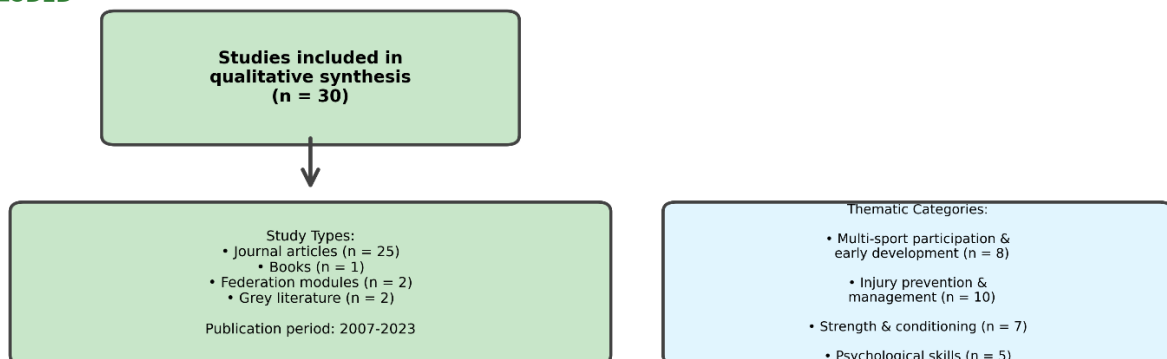 Studies included in
qualitative synthesis
(n = 30)
Study Types:
• Journal articles (n = 25)
• Books (n = 1)
• Federation modules (n = 2)
• Grey literature (n = 2)
Publication period: 2007-2023
Thematic Categories:
• Multi-sport participation &
early development (n = 8)
• Injury prevention &
management (n = 10)
• Strength & conditioning (n = 7)
• Psychological skills (n = 5)